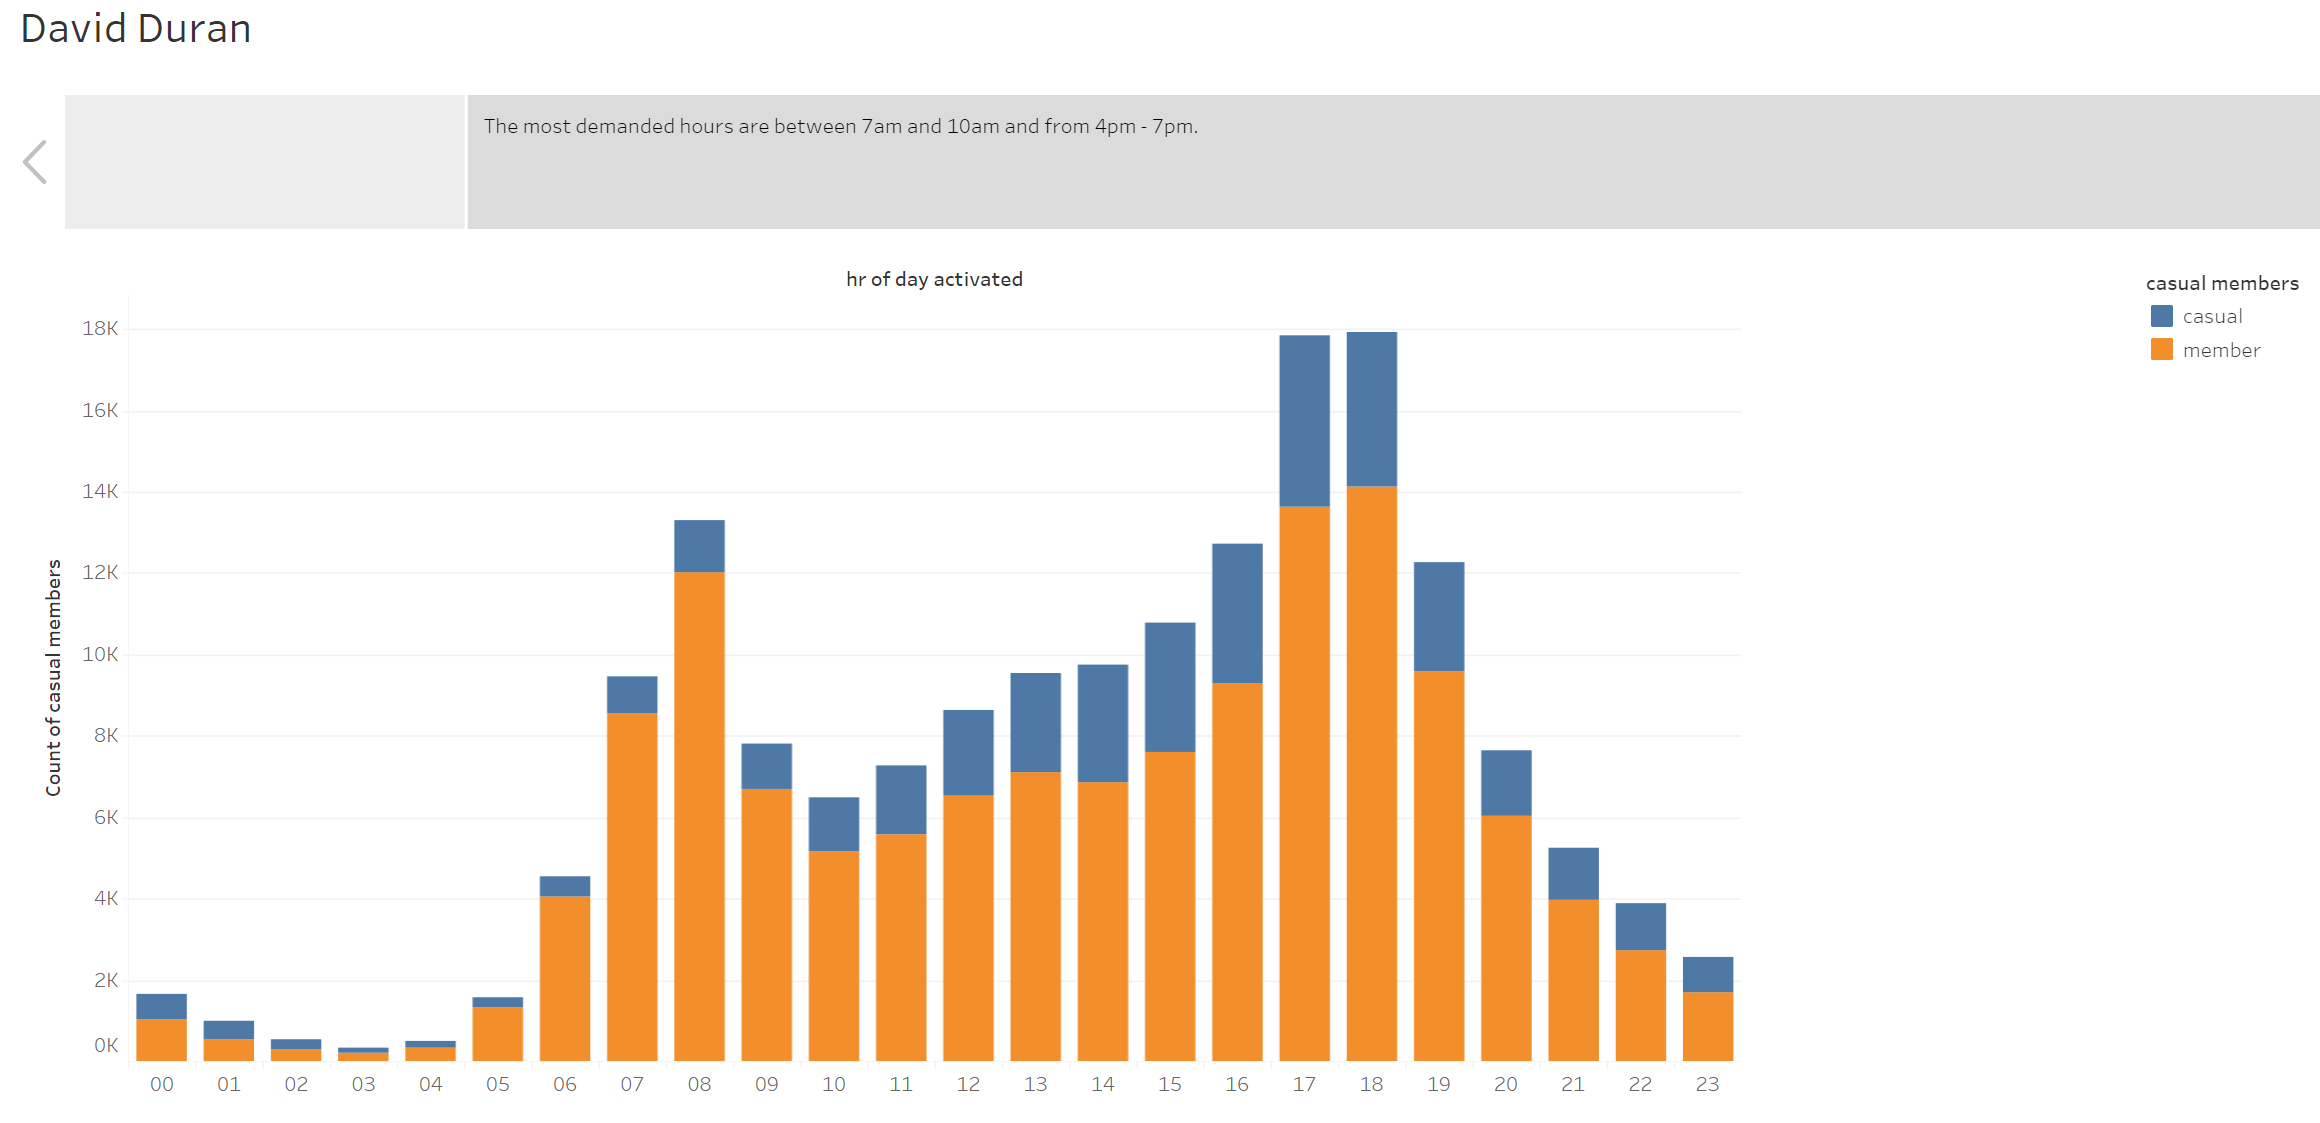 David Duran
The most demanded hours are between 7am and 10am and from 4pm - 7pm.
hr of day activated
casual members
casual
member
Count of casual members
18K
16K
14K
12K
10K
8K
6K
4K
2K
0K
00 01 02 03 04 05 06 07 08 09 10 11 12 13 14 15 16 17 18 19 20 21 22 23